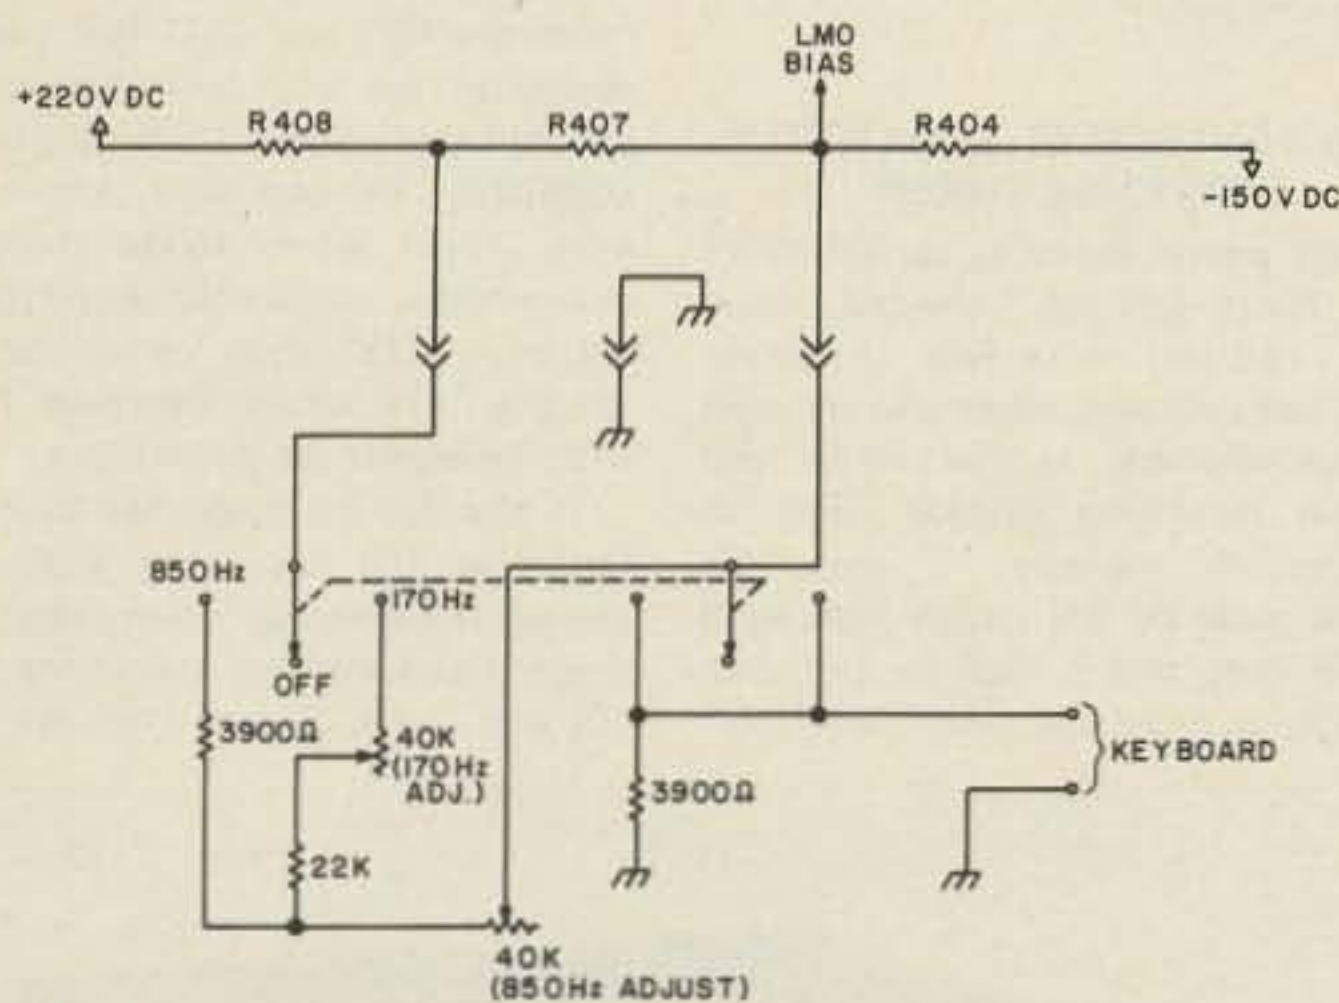 LMO
BIAS
+220V DC
R408
R407
R404
-150V DC
850Hz
170Hz
OFF
3900Ω
40K
(170Hz
ADJ.)
3900Ω
KEYBOARD
22K
40K
(850Hz ADJUST)